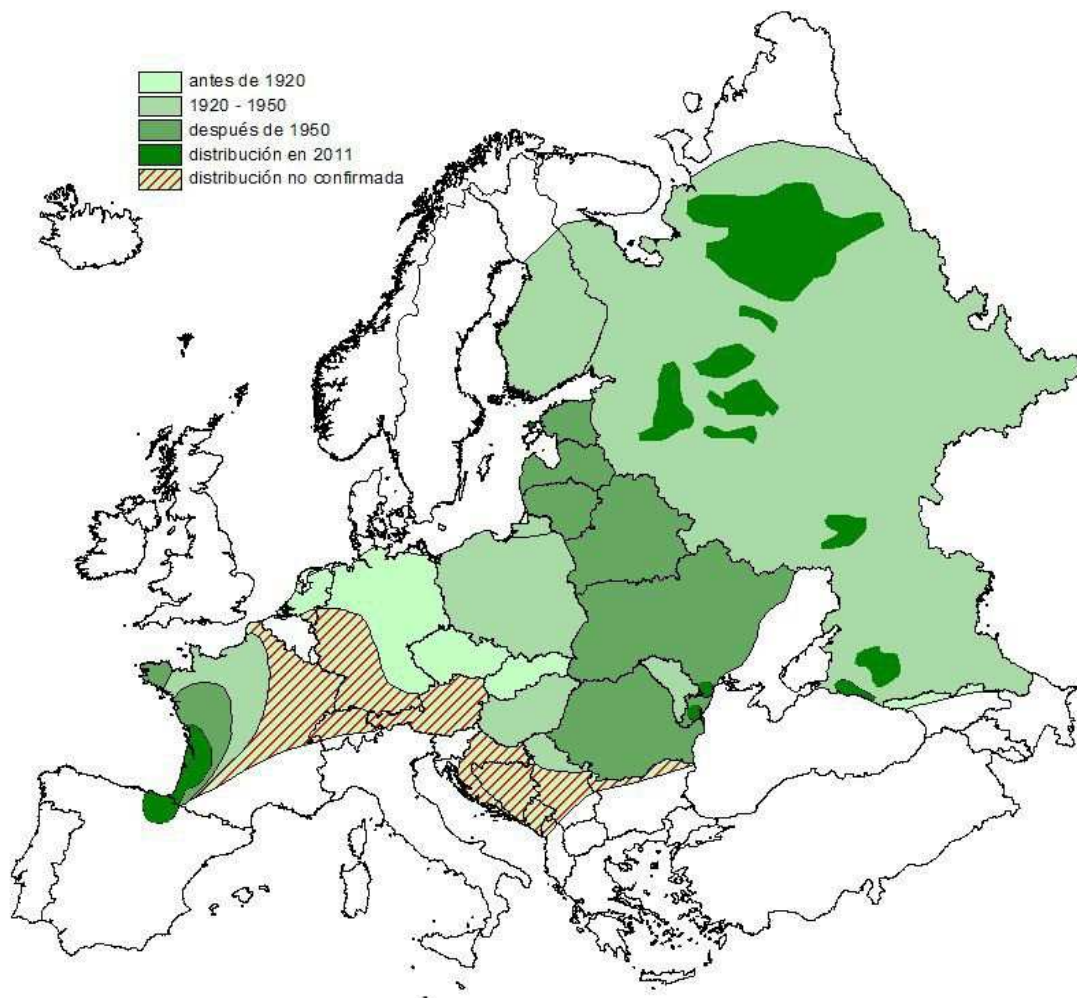 antes de 1920
1920 - 1950
después de 1950
distribución en 2011
distribución no confirmada